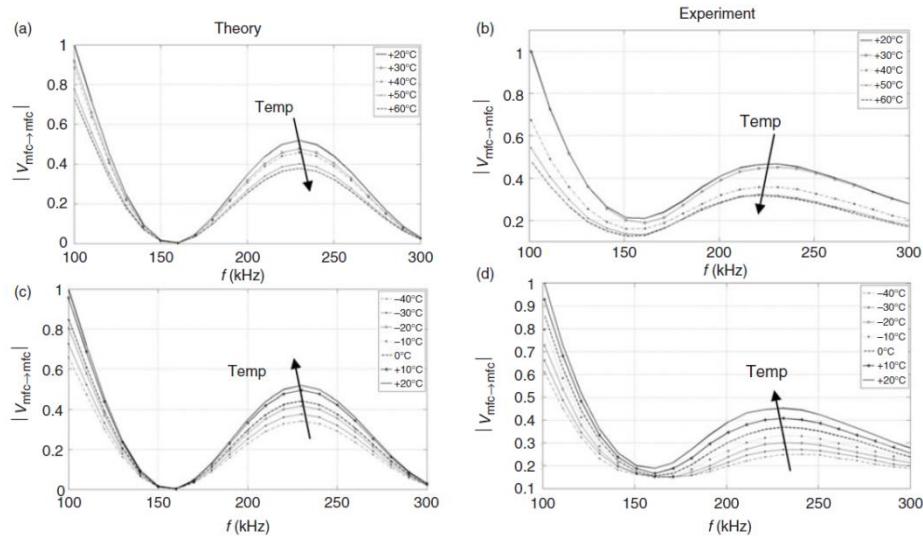 Theory
Experiment
(a)
1
0.8
0.6
0.4
0.2
0
|V mfc→mfc|
+20°C
+30°C
+40°C
+50°C
+60°C
Temp
100 150 200 250 300
f (kHz)
(b)
1
0.8
0.6
0.4
0.2
|V mfc→mfc|
+20°C
+30°C
+40°C
+50°C
+60°C
Temp
100 150 200 250 300
f (kHz)
(c)
1
0.8
0.6
0.4
0.2
0
|V mfc→mfc|
−40°C
−30°C
−20°C
−10°C
0°C
+10°C
+20°C
Temp
100 150 200 250 300
f (kHz)
(d)
1
0.9
0.8
0.7
0.6
0.5
0.4
0.3
0.2
0.1
|V mfc→mfc|
−40°C
−30°C
−20°C
−10°C
0°C
+10°C
+20°C
Temp
100 150 200 250 300
f (kHz)